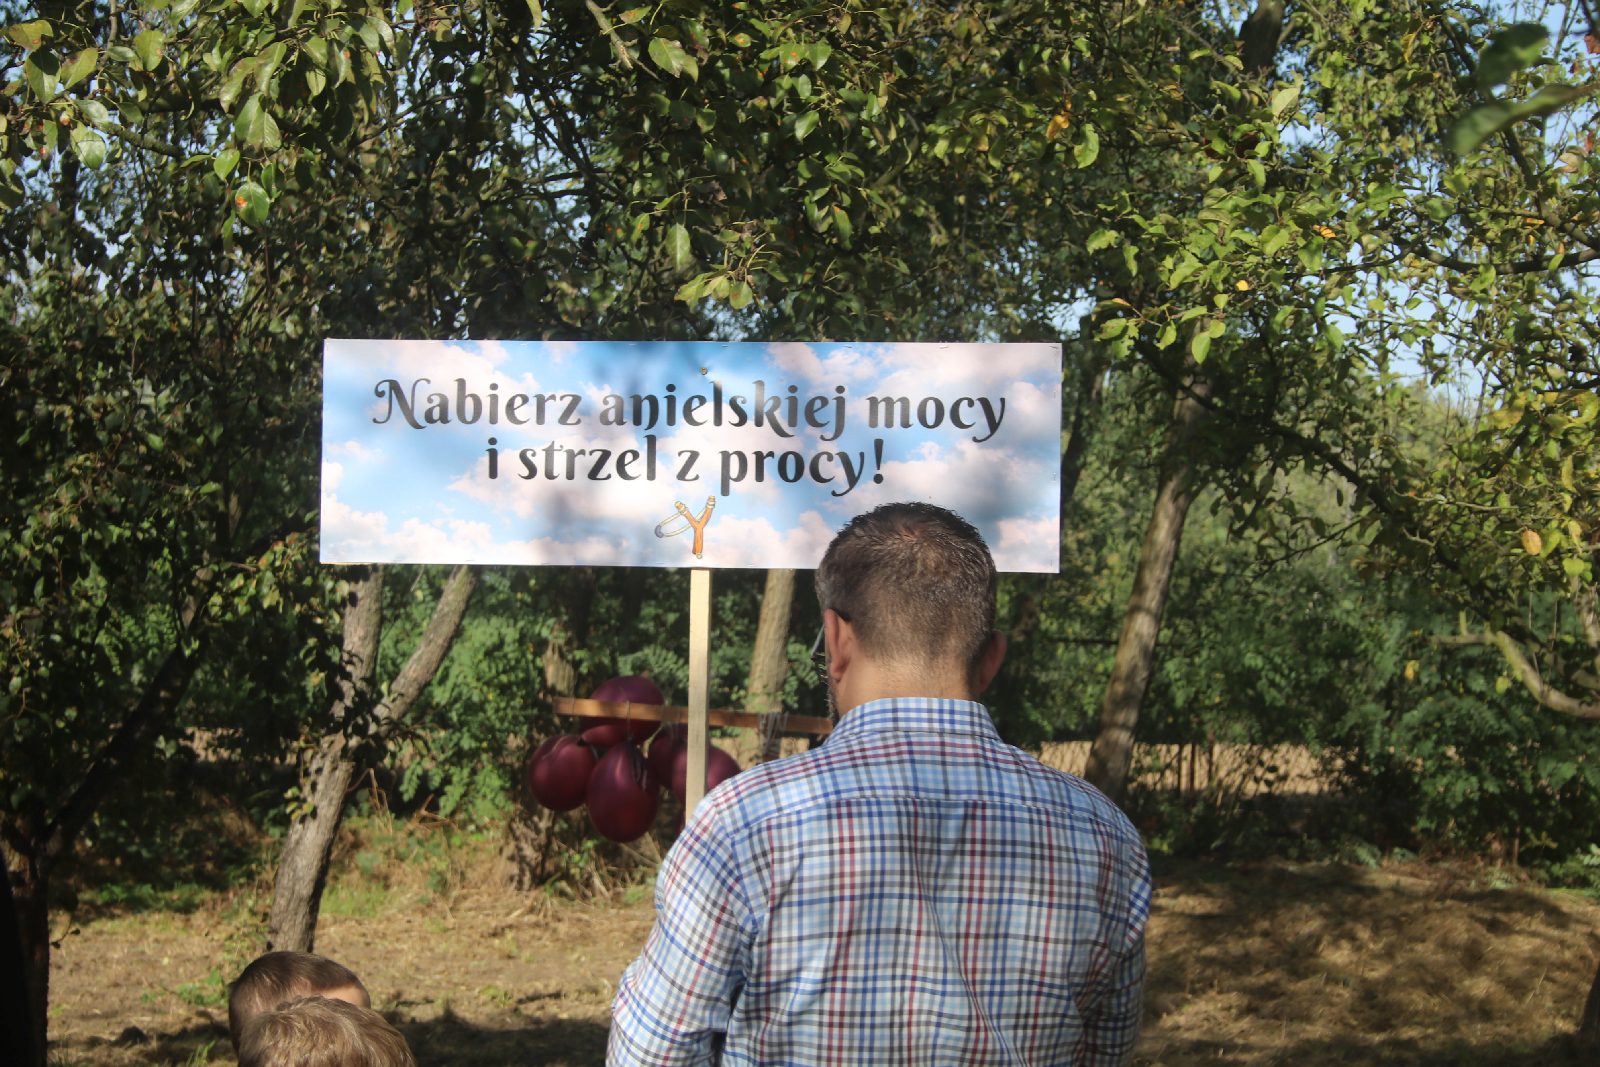 Nabierz anielskiej mocy
i strzel z procy!